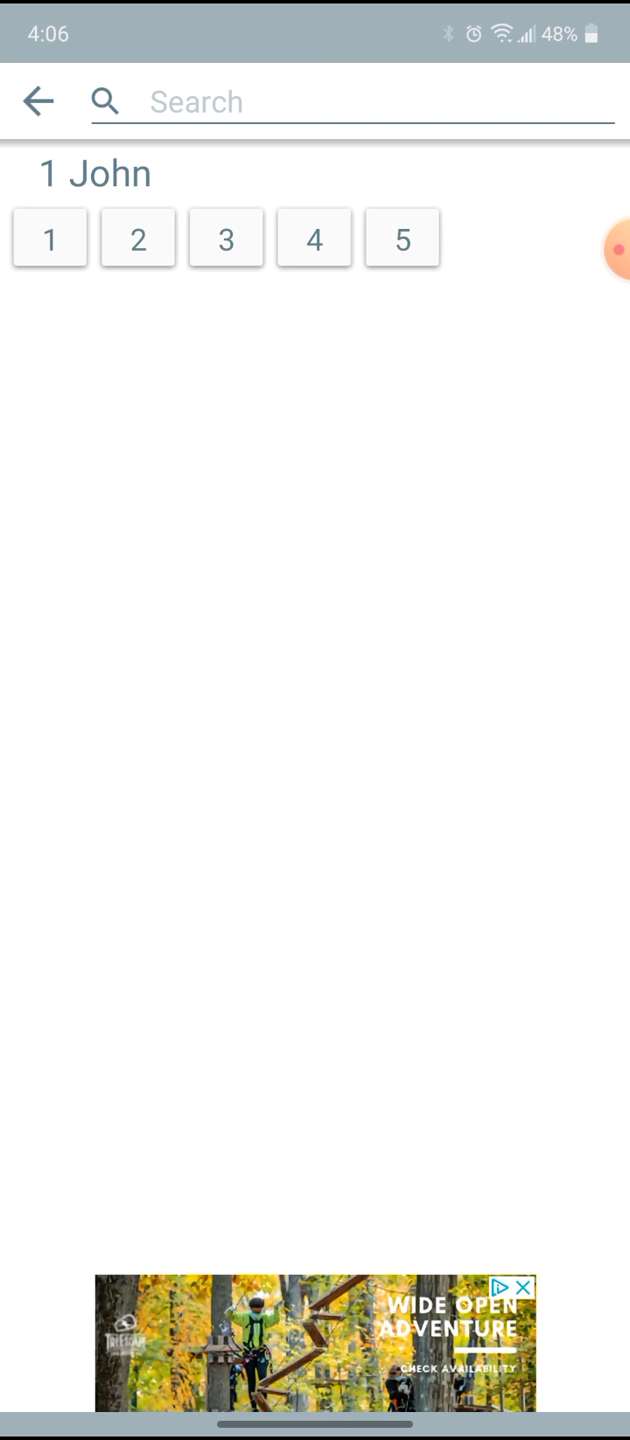 4:06
48%
Search
1 John
1 2 3 4 5
WIDE OPEN
ADVENTURE
CHECK AVAILABILITY